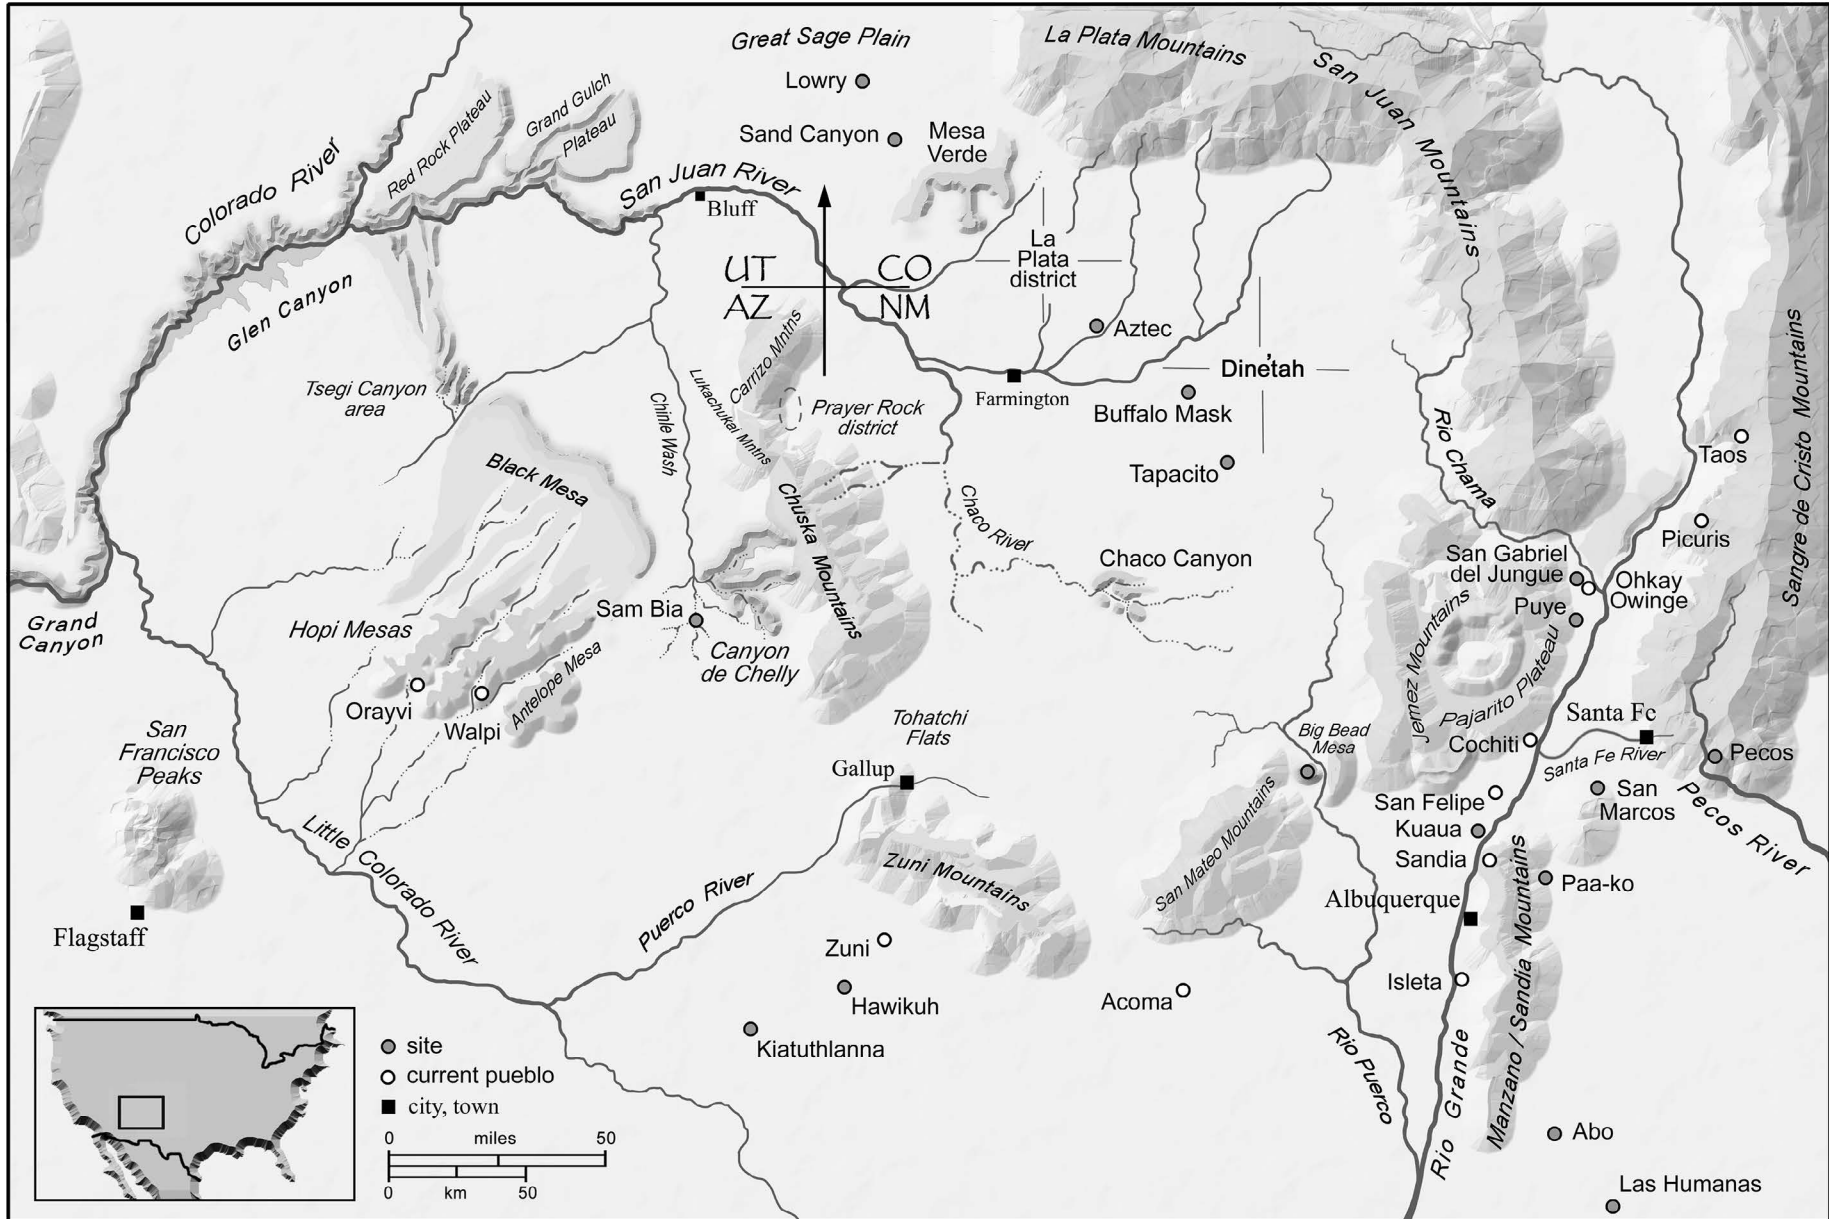 Great Sage Plain
La Plata Mountains
San Juan Mountains
Lowry
Sand Canyon
Mesa
Verde
Colorado River
Red Rock Plateau
Grand Gulch
Plateau
San Juan River
Bluff
UT
CO
AZ
NM
La
Plata
district
Glen Canyon
Aztec
Dinétah
Farmington
Buffalo Mask
Tapacito
Tsegi Canyon
area
Chinle Wash
Lukachukai Mntns
Carrizo Mntns
Prayer Rock
district
Black Mesa
Chuska Mountains
Chaco River
Chaco Canyon
Rio Chama
Taos
Picuris
Sangre de Cristo Mountains
San Gabriel
del Jungue
Ohkay
Owinge
Puye
Jemez Mountains
Pajarito Plateau
Grand
Canyon
Hopi Mesas
Sam Bia
Canyon
de Chelly
Orayvi
Walpi
Antelope Mesa
San
Francisco
Peaks
Tohatchi
Flats
Gallup
Big Bead
Mesa
Cochiti
Santa Fe
Santa Fe River
Pecos
San
Marcos
Pecos River
San Felipe
Kuaua
Sandia
San Mateo Mountains
Zuni Mountains
Little Colorado River
Puerco River
Albuquerque
Paa-ko
Flagstaff
Zuni
Hawikuh
Kiatuthlanna
Acoma
Isleta
Manzano / Sandia Mountains
Rio Puerco
Rio Grande
Abo
Las Humanas
site
current pueblo
city, town
0 miles 50
0 km 50